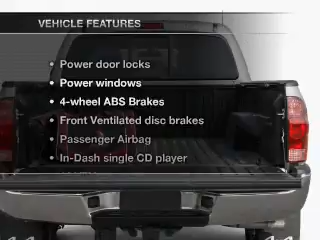 VEHICLE FEATURES
• Power door locks
• Power windows
• 4-wheel ABS Brakes
• Front Ventilated disc brakes
• Passenger Airbag
• In-Dash single CD player